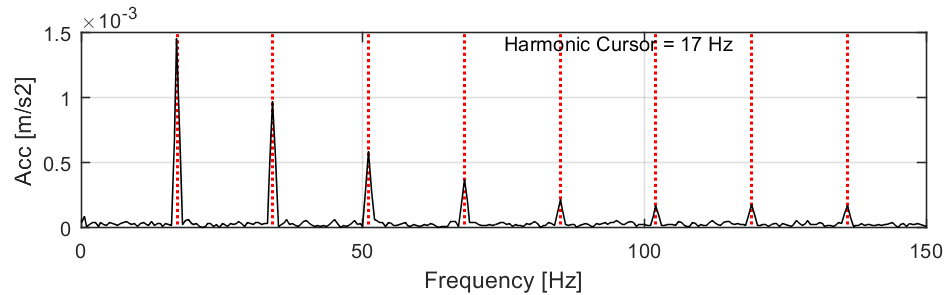 ×10⁻³
Harmonic Cursor = 17 Hz
1.5
1
0.5
0
Acc [m/s2]
0 50 100 150
Frequency [Hz]